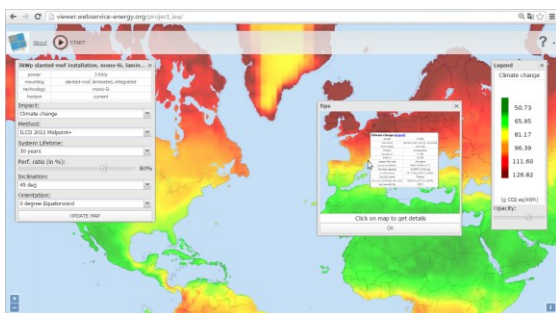 viewer.webservice-energy.org/project_iea/
About
START
?
3kWp slanted-roof installation, mono-Si, lamin...
power 3 kWp
mounting slanted-roof, laminated, integrated
technology mono-Si
horizon current
Impact:
Climate change
Method:
ILCD 2011 Midpoint+
System Lifetime:
30 years
Perf. ratio (in %):
80%
Inclination:
45 deg
Orientation:
0 degree Equatorward
UPDATE MAP
Tips
Click on map to get details
Ok
Legend
Climate change
50.73
65.95
81.17
96.39
111.60
126.82
(g CO2 eq/kWh)
Opacity: